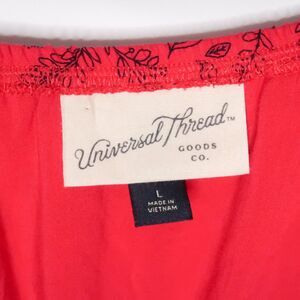 Universal Thread™
GOODS
CO.
L
MADE IN
VIETNAM